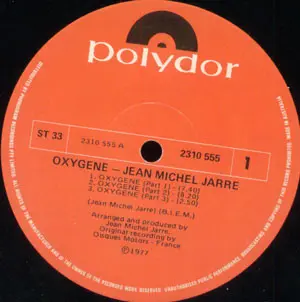 polydor
ST 33
2310 555 A
2310 555
1
OXYGENE – JEAN MICHEL JARRE
1. OXYGENE (Part 1) – (7.40)
2. OXYGENE (Part 2) – (8.20)
3. OXYGENE (Part 3) – (2.50)
(Jean Michel Jarre) (B.I.E.M.)
Arranged and produced by
Jean Michel Jarre,
Original recording by
Disques Motors - France
℗1977